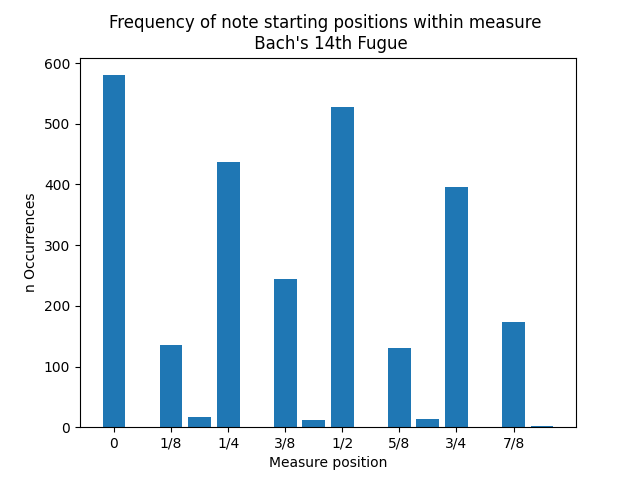 Frequency of note starting positions within measure
Bach's 14th Fugue
600
500
400
300
200
100
0
n Occurrences
0 1/8 1/4 3/8 1/2 5/8 3/4 7/8
Measure position